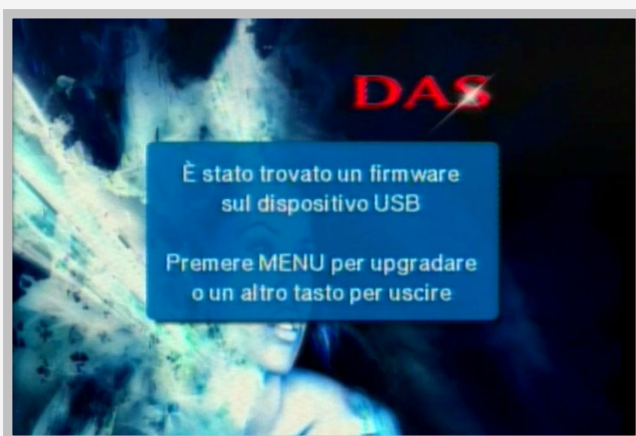 DAS
È stato trovato un firmware
sul dispositivo USB
Premere MENU per upgradare
o un altro tasto per uscire